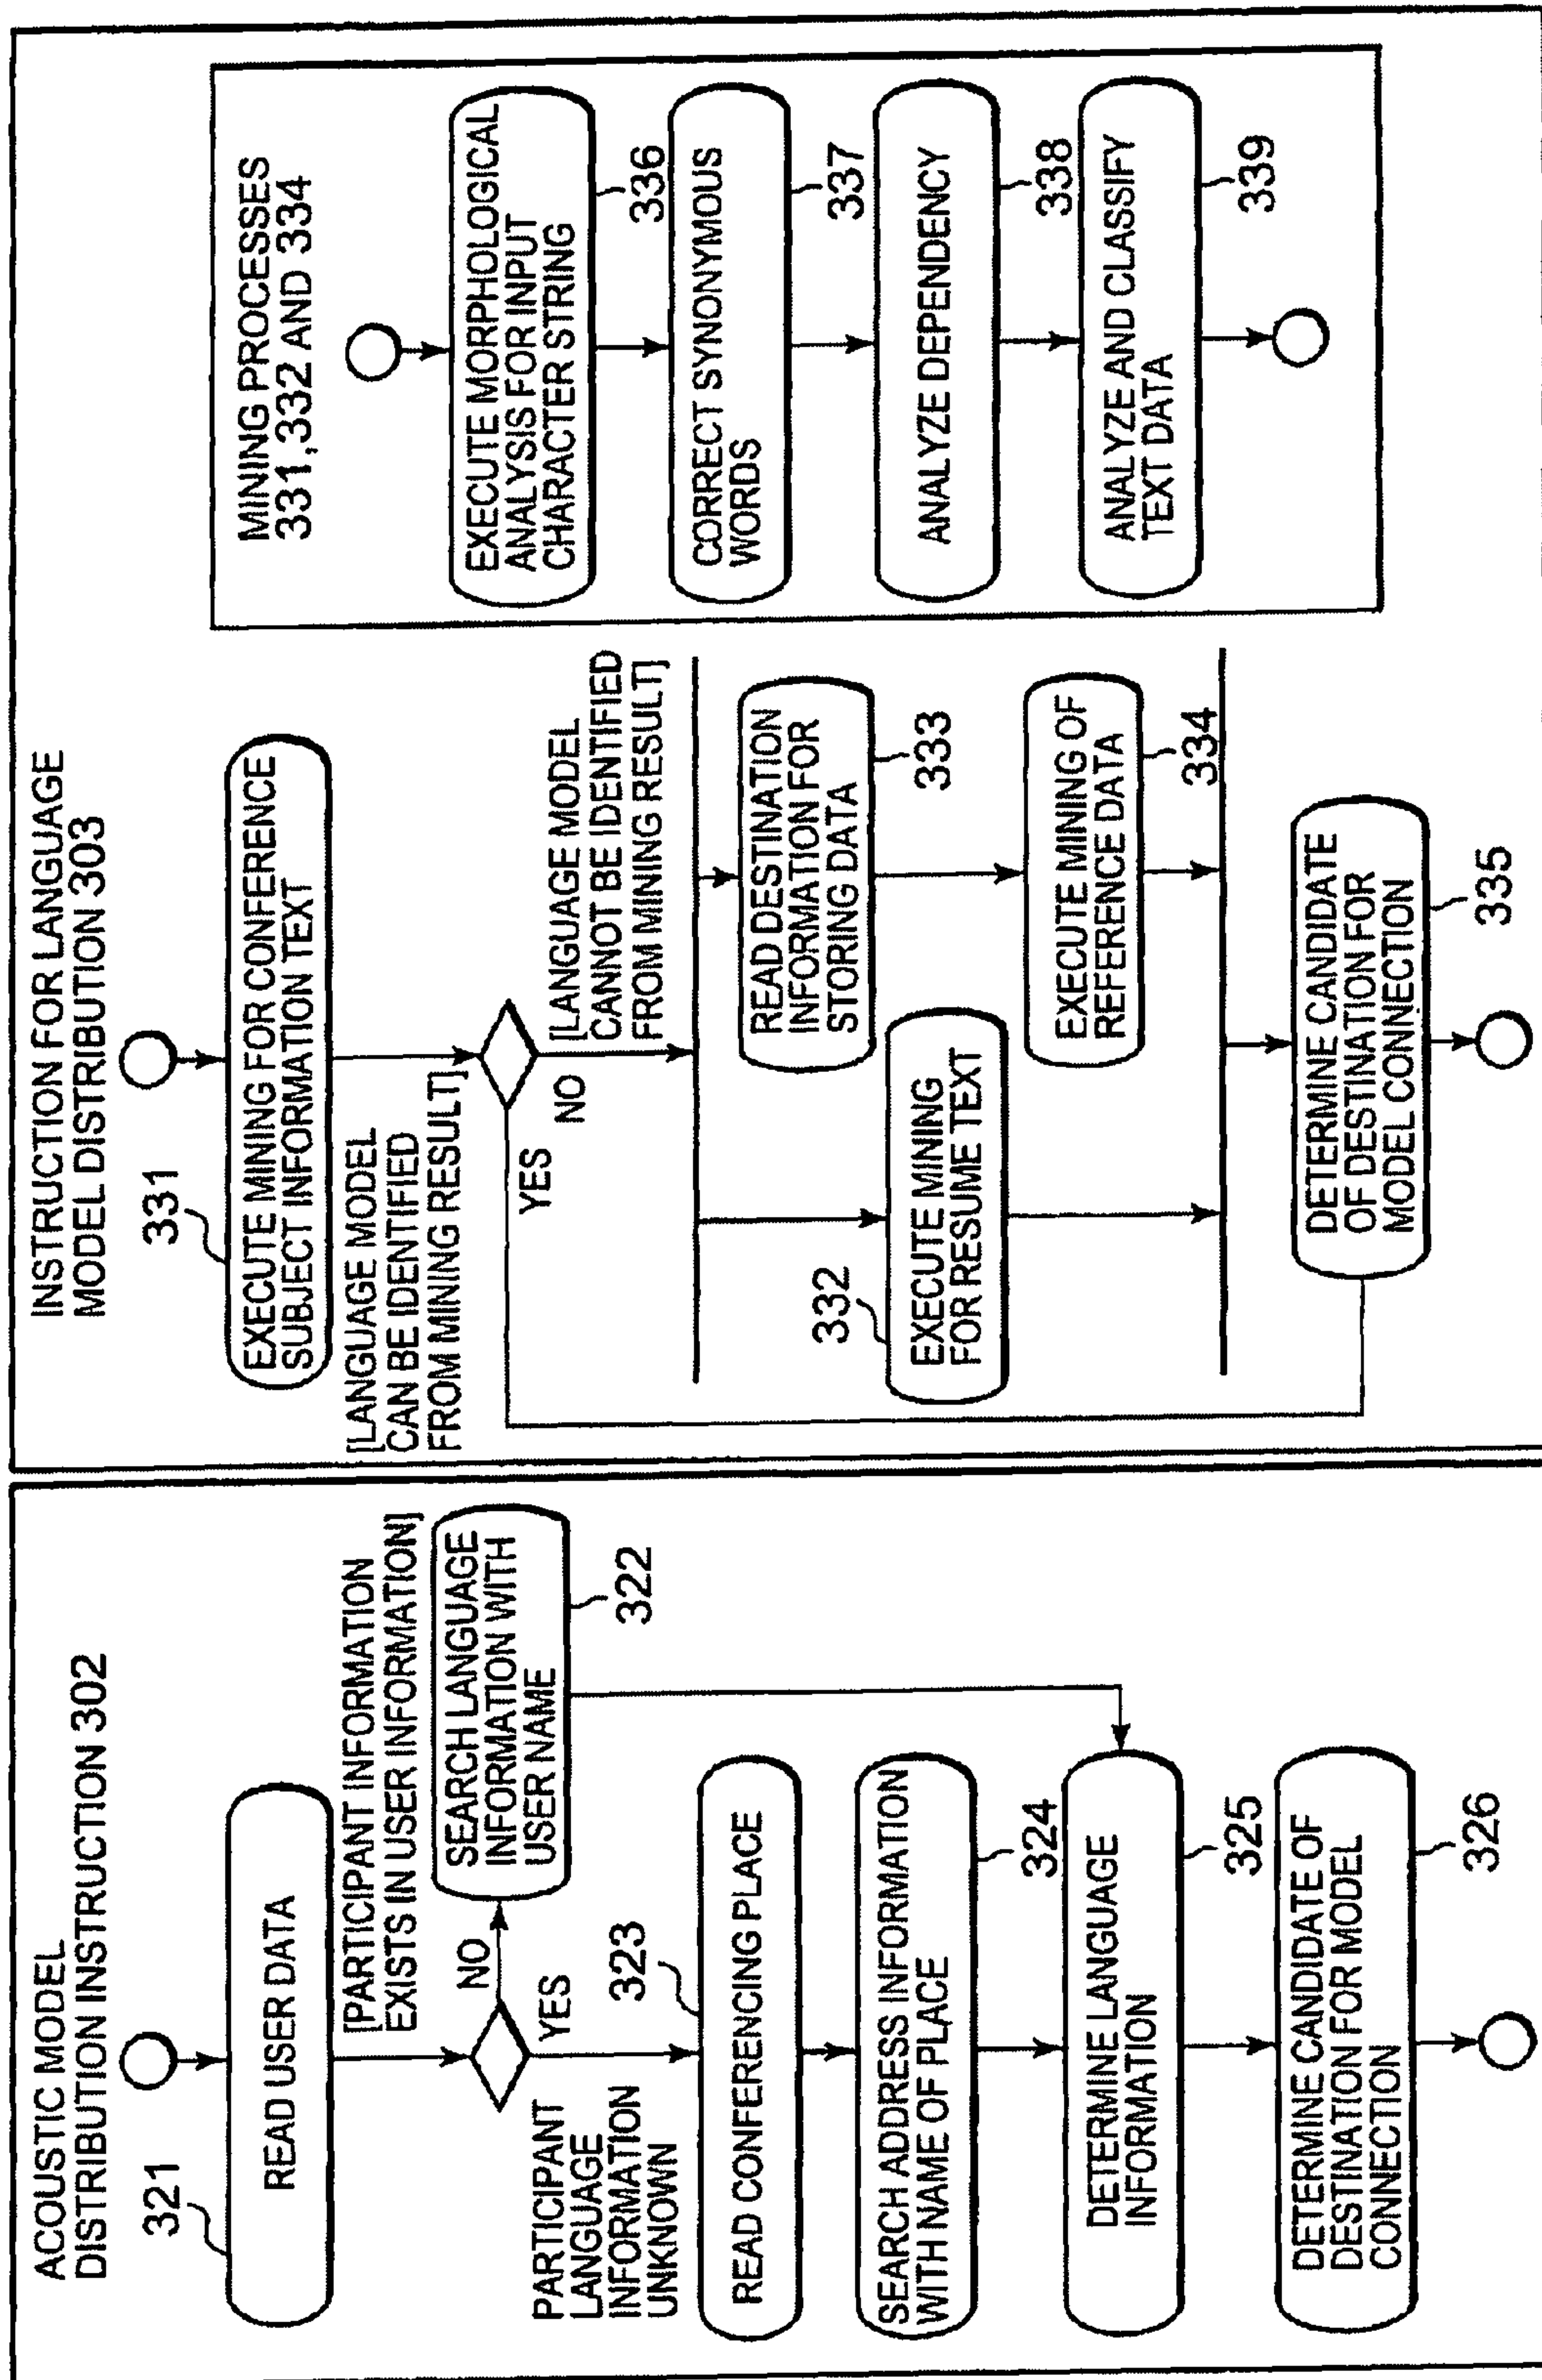 ACOUSTIC MODEL
DISTRIBUTION INSTRUCTION 302
321
READ USER DATA
[PARTICIPANT INFORMATION
EXISTS IN USER INFORMATION]
NO
SEARCH LANGUAGE
INFORMATION WITH
USER NAME
322
YES
PARTICIPANT
LANGUAGE
INFORMATION
UNKNOWN
323
READ CONFERENCING PLACE
SEARCH ADDRESS INFORMATION
WITH NAME OF PLACE
324
DETERMINE LANGUAGE
INFORMATION
325
DETERMINE CANDIDATE OF
DESTINATION FOR MODEL
CONNECTION
326
INSTRUCTION FOR LANGUAGE
MODEL DISTRIBUTION 303
331
EXECUTE MINING FOR CONFERENCE
SUBJECT INFORMATION TEXT
[LANGUAGE MODEL
CAN BE IDENTIFIED
FROM MINING RESULT]
YES
NO
[LANGUAGE MODEL
CANNOT BE IDENTIFIED
FROM MINING RESULT]
332
EXECUTE MINING
FOR RESUME TEXT
READ DESTINATION
INFORMATION FOR
STORING DATA
333
EXECUTE MINING OF
REFERENCE DATA
334
DETERMINE CANDIDATE
OF DESTINATION FOR
MODEL CONNECTION
335
MINING PROCESSES
331,332 AND 334
EXECUTE MORPHOLOGICAL
ANALYSIS FOR INPUT
CHARACTER STRING
336
CORRECT SYNONYMOUS
WORDS
337
ANALYZE DEPENDENCY
338
ANALYZE AND CLASSIFY
TEXT DATA
339